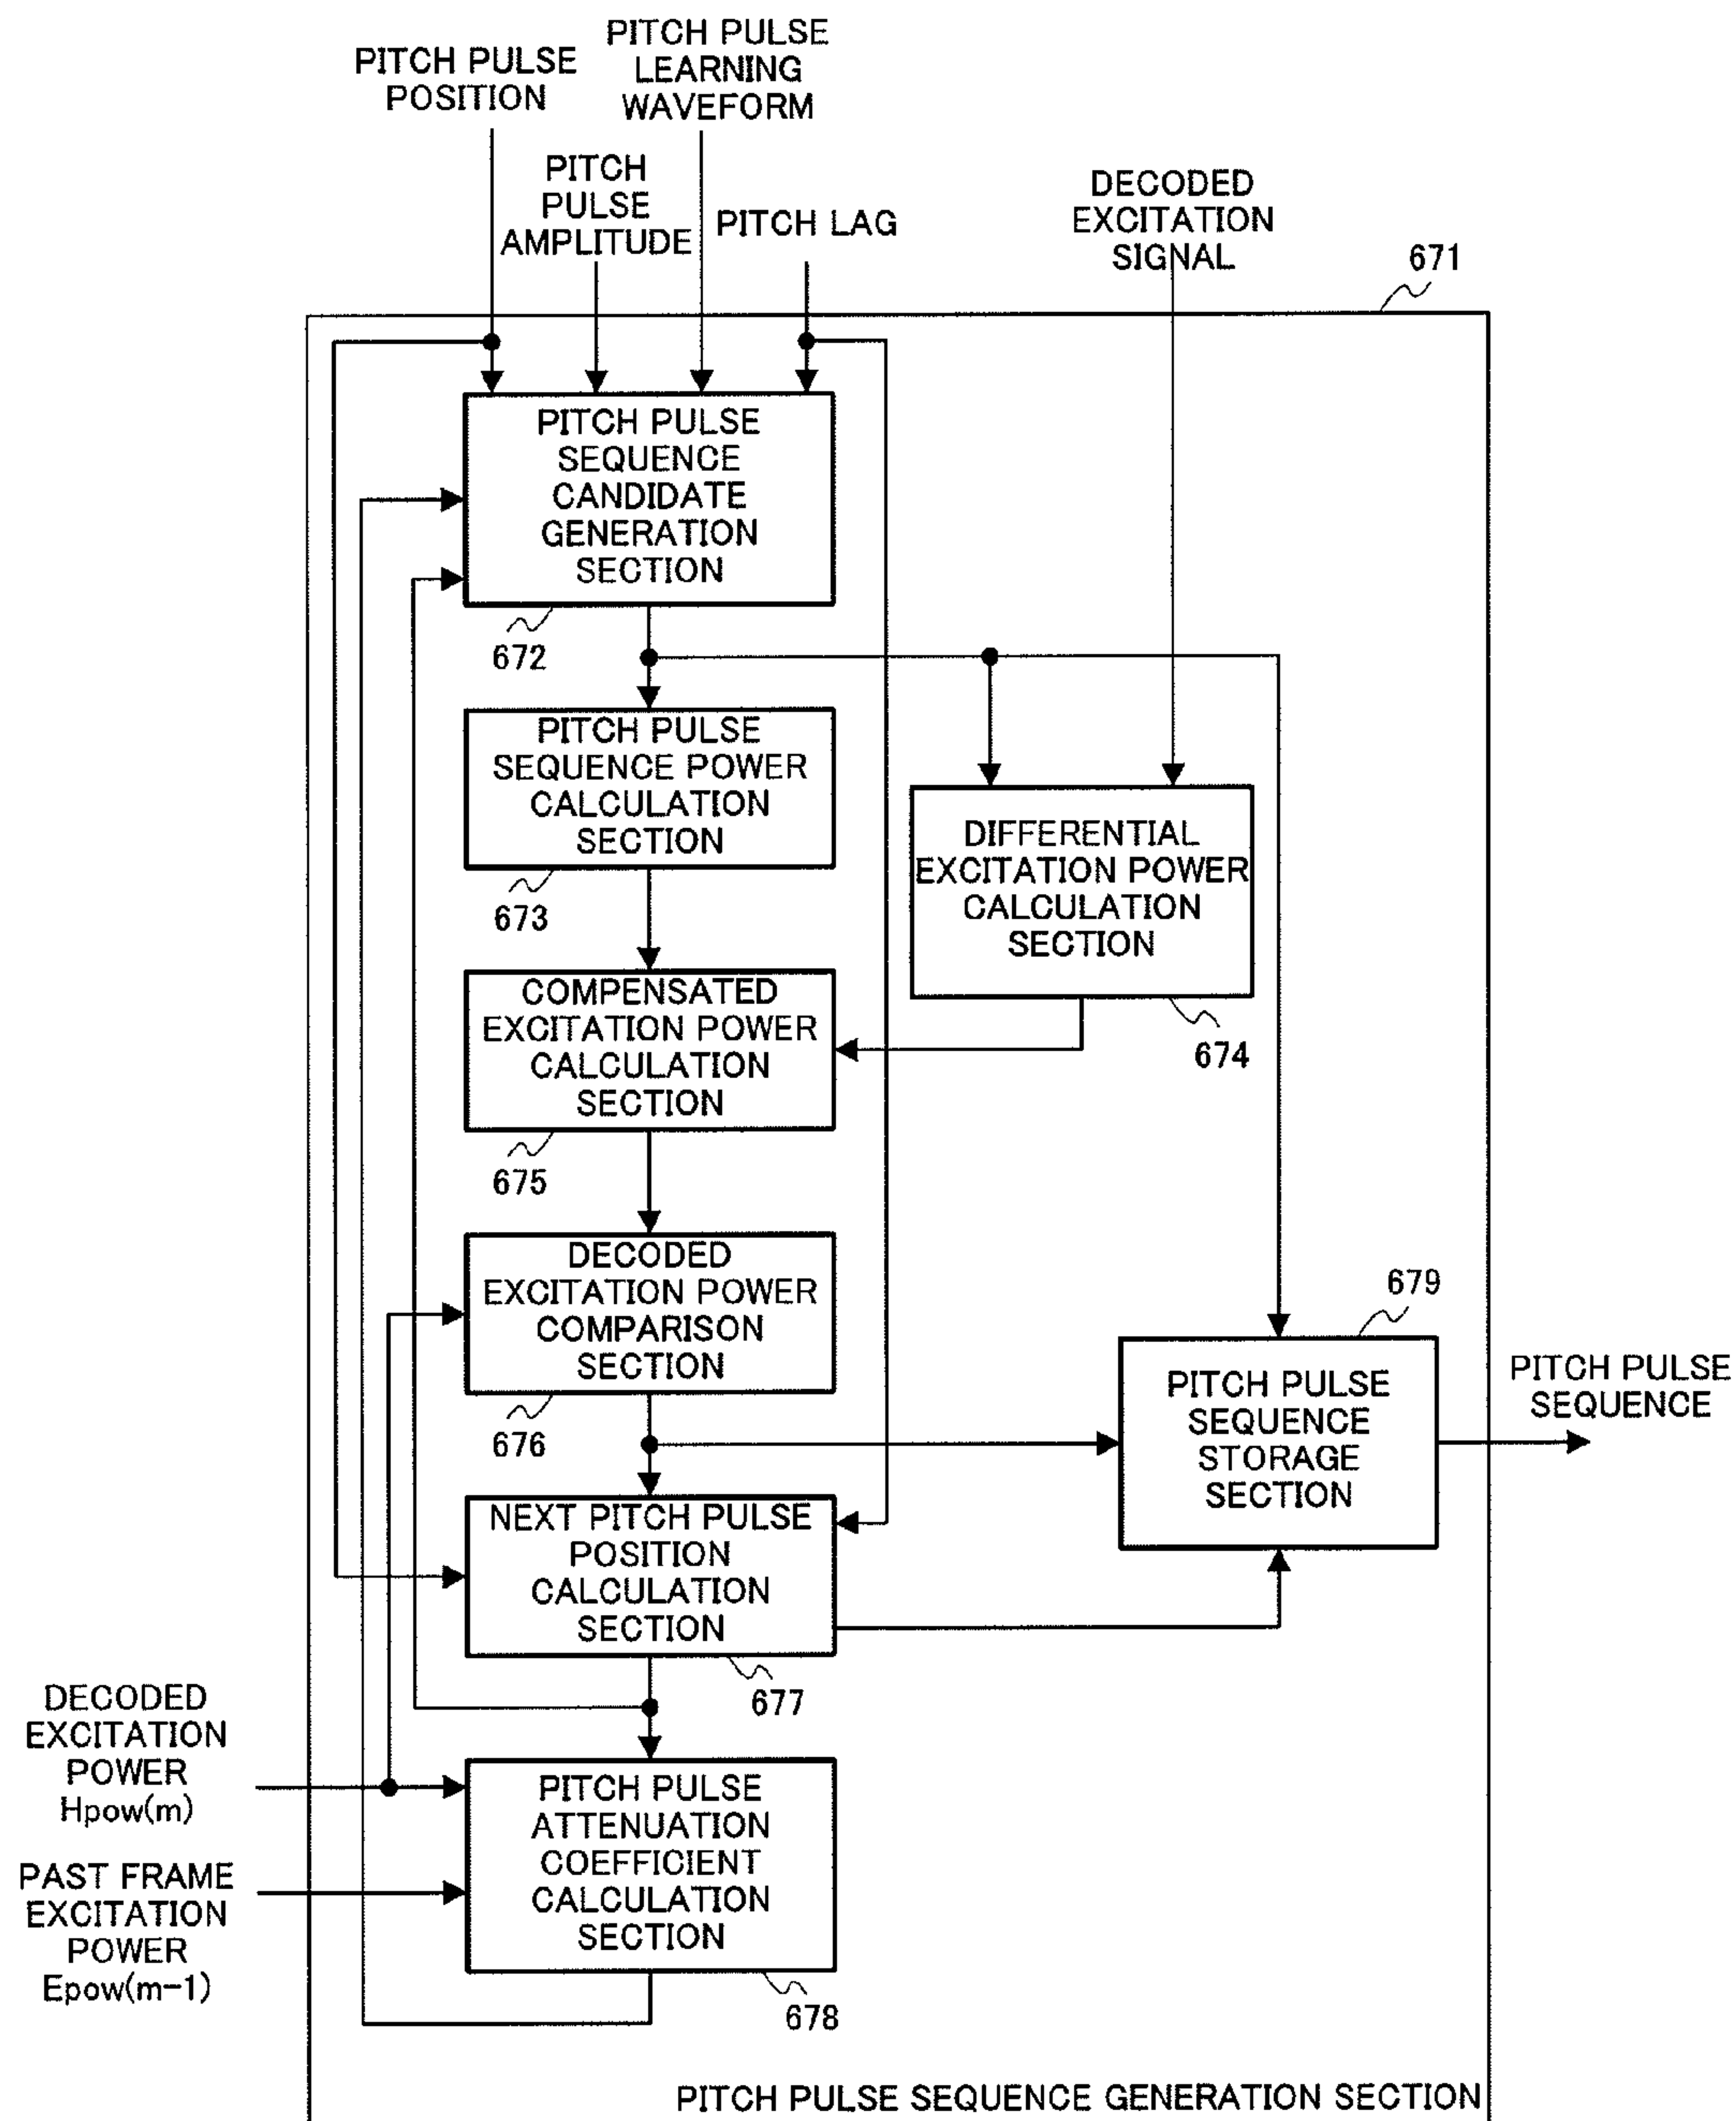 PITCH PULSE
POSITION
PITCH PULSE
LEARNING
WAVEFORM
PITCH
PULSE
AMPLITUDE
PITCH LAG
DECODED
EXCITATION
SIGNAL
671
PITCH PULSE
SEQUENCE
CANDIDATE
GENERATION
SECTION
672
PITCH PULSE
SEQUENCE POWER
CALCULATION
SECTION
673
DIFFERENTIAL
EXCITATION POWER
CALCULATION
SECTION
674
COMPENSATED
EXCITATION POWER
CALCULATION
SECTION
675
DECODED
EXCITATION POWER
COMPARISON
SECTION
676
679
PITCH PULSE
SEQUENCE
STORAGE
SECTION
PITCH PULSE
SEQUENCE
NEXT PITCH PULSE
POSITION
CALCULATION
SECTION
677
DECODED
EXCITATION
POWER
Hpow(m)
PAST FRAME
EXCITATION
POWER
Epow(m-1)
PITCH PULSE
ATTENUATION
COEFFICIENT
CALCULATION
SECTION
678
PITCH PULSE SEQUENCE GENERATION SECTION